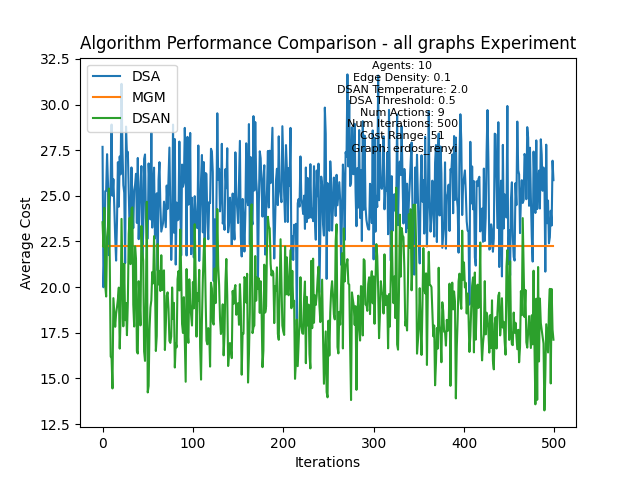 Algorithm Performance Comparison - all graphs Experiment
32.5
30.0
27.5
25.0
22.5
20.0
17.5
15.0
12.5
Average Cost
DSA
MGM
DSAN
Agents: 10
Edge Density: 0.1
DSAN Temperature: 2.0
DSA Threshold: 0.5
Num Actions: 9
Num Iterations: 500
Cost Range: 51
Graph: erdos_renyi
0
100
200
300
400
500
Iterations